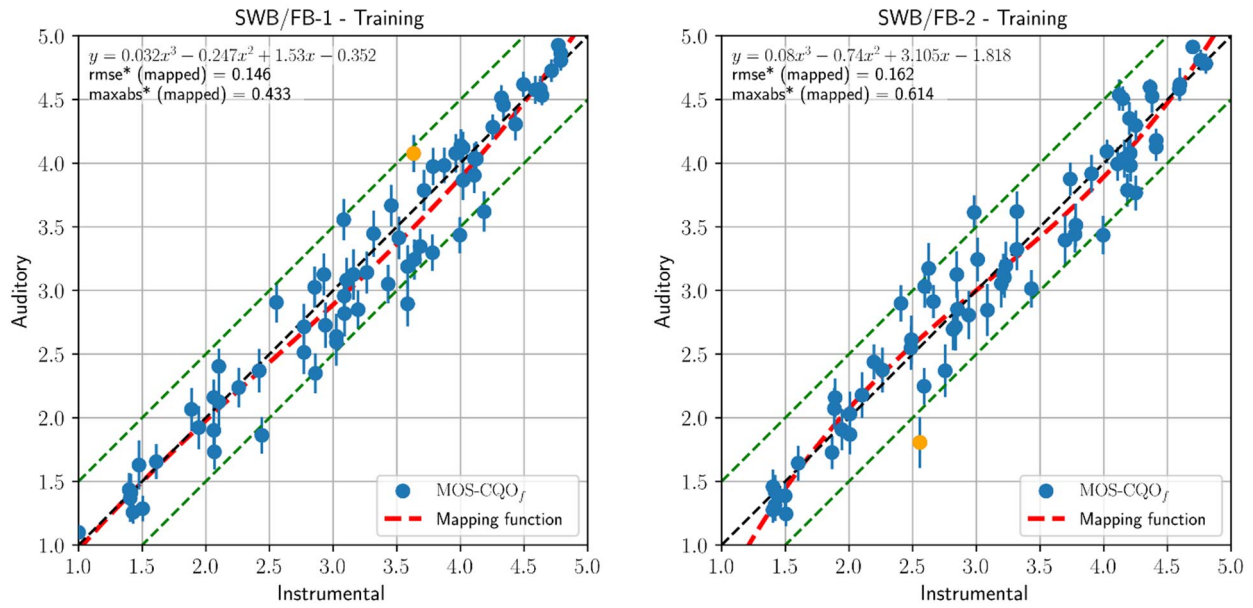 SWB/FB-1 - Training
5.0
4.5
4.0
3.5
3.0
2.5
2.0
1.5
1.0
Auditory
y = 0.032x³ − 0.247x² + 1.53x − 0.352
rmse* (mapped) = 0.146
maxabs* (mapped) = 0.433
MOS-CQO_f
Mapping function
1.0 1.5 2.0 2.5 3.0 3.5 4.0 4.5 5.0
Instrumental
SWB/FB-2 - Training
5.0
4.5
4.0
3.5
3.0
2.5
2.0
1.5
1.0
Auditory
y = 0.08x³ − 0.74x² + 3.105x − 1.818
rmse* (mapped) = 0.162
maxabs* (mapped) = 0.614
MOS-CQO_f
Mapping function
1.0 1.5 2.0 2.5 3.0 3.5 4.0 4.5 5.0
Instrumental